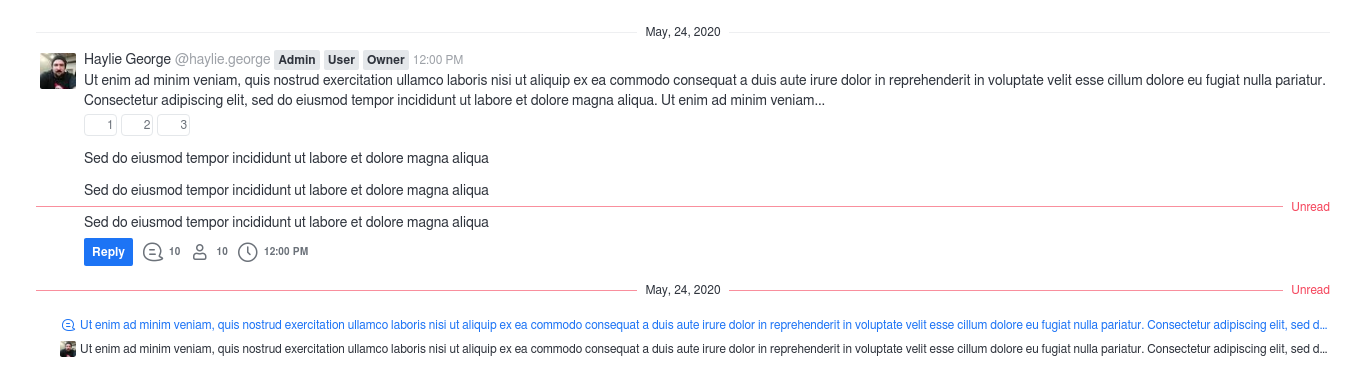 May, 24, 2020
Haylie George @haylie.george Admin User Owner 12:00 PM
Ut enim ad minim veniam, quis nostrud exercitation ullamco laboris nisi ut aliquip ex ea commodo consequat a duis aute irure dolor in reprehenderit in voluptate velit esse cillum dolore eu fugiat nulla pariatur.
Consectetur adipiscing elit, sed do eiusmod tempor incididunt ut labore et dolore magna aliqua. Ut enim ad minim veniam...
1 2 3
Sed do eiusmod tempor incididunt ut labore et dolore magna aliqua
Sed do eiusmod tempor incididunt ut labore et dolore magna aliqua
Unread
Sed do eiusmod tempor incididunt ut labore et dolore magna aliqua
Reply 10 10 12:00 PM
May, 24, 2020 Unread
Ut enim ad minim veniam, quis nostrud exercitation ullamco laboris nisi ut aliquip ex ea commodo consequat a duis aute irure dolor in reprehenderit in voluptate velit esse cillum dolore eu fugiat nulla pariatur. Consectetur adipiscing elit, sed d...
Ut enim ad minim veniam, quis nostrud exercitation ullamco laboris nisi ut aliquip ex ea commodo consequat a duis aute irure dolor in reprehenderit in voluptate velit esse cillum dolore eu fugiat nulla pariatur. Consectetur adipiscing elit, sed d...